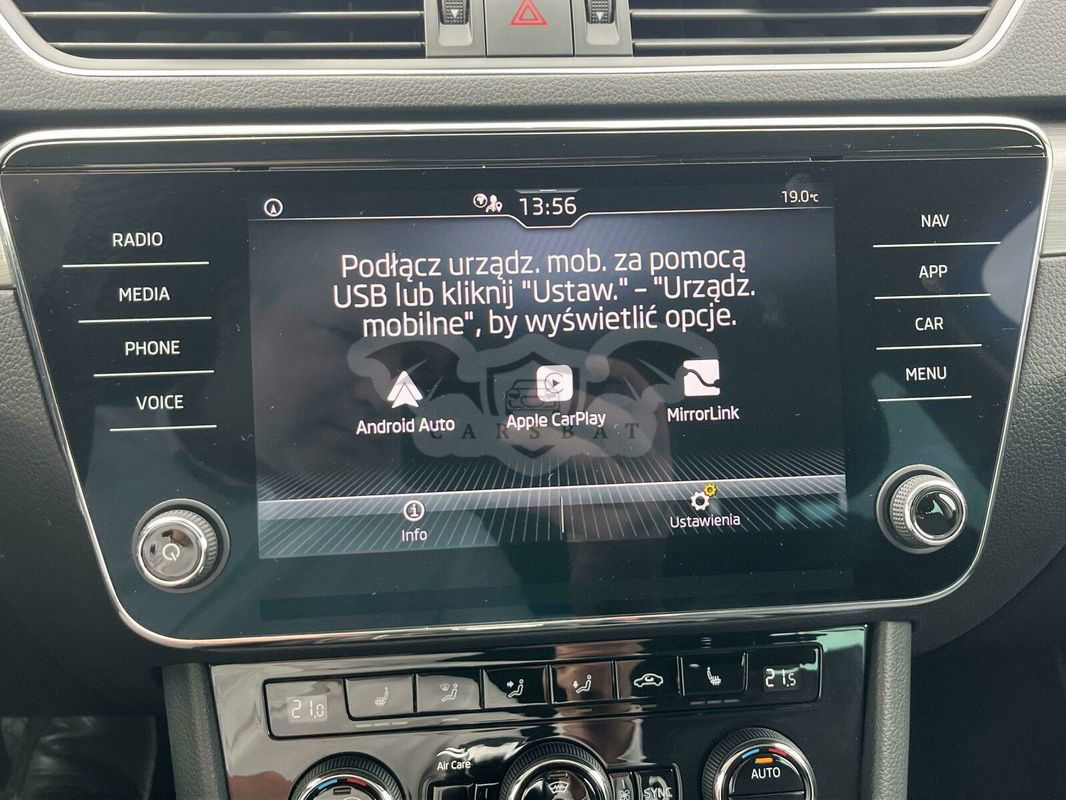 13:56
19.0°C
RADIO
MEDIA
PHONE
VOICE
NAV
APP
CAR
MENU
Podłącz urządz. mob. za pomocą
USB lub kliknij "Ustaw." – "Urządz.
mobilne", by wyświetlić opcje.
Android Auto
Apple CarPlay
MirrorLink
CARSBAT
Info
Ustawienia
21.0
21.5
Air Care
AUTO
SYNC